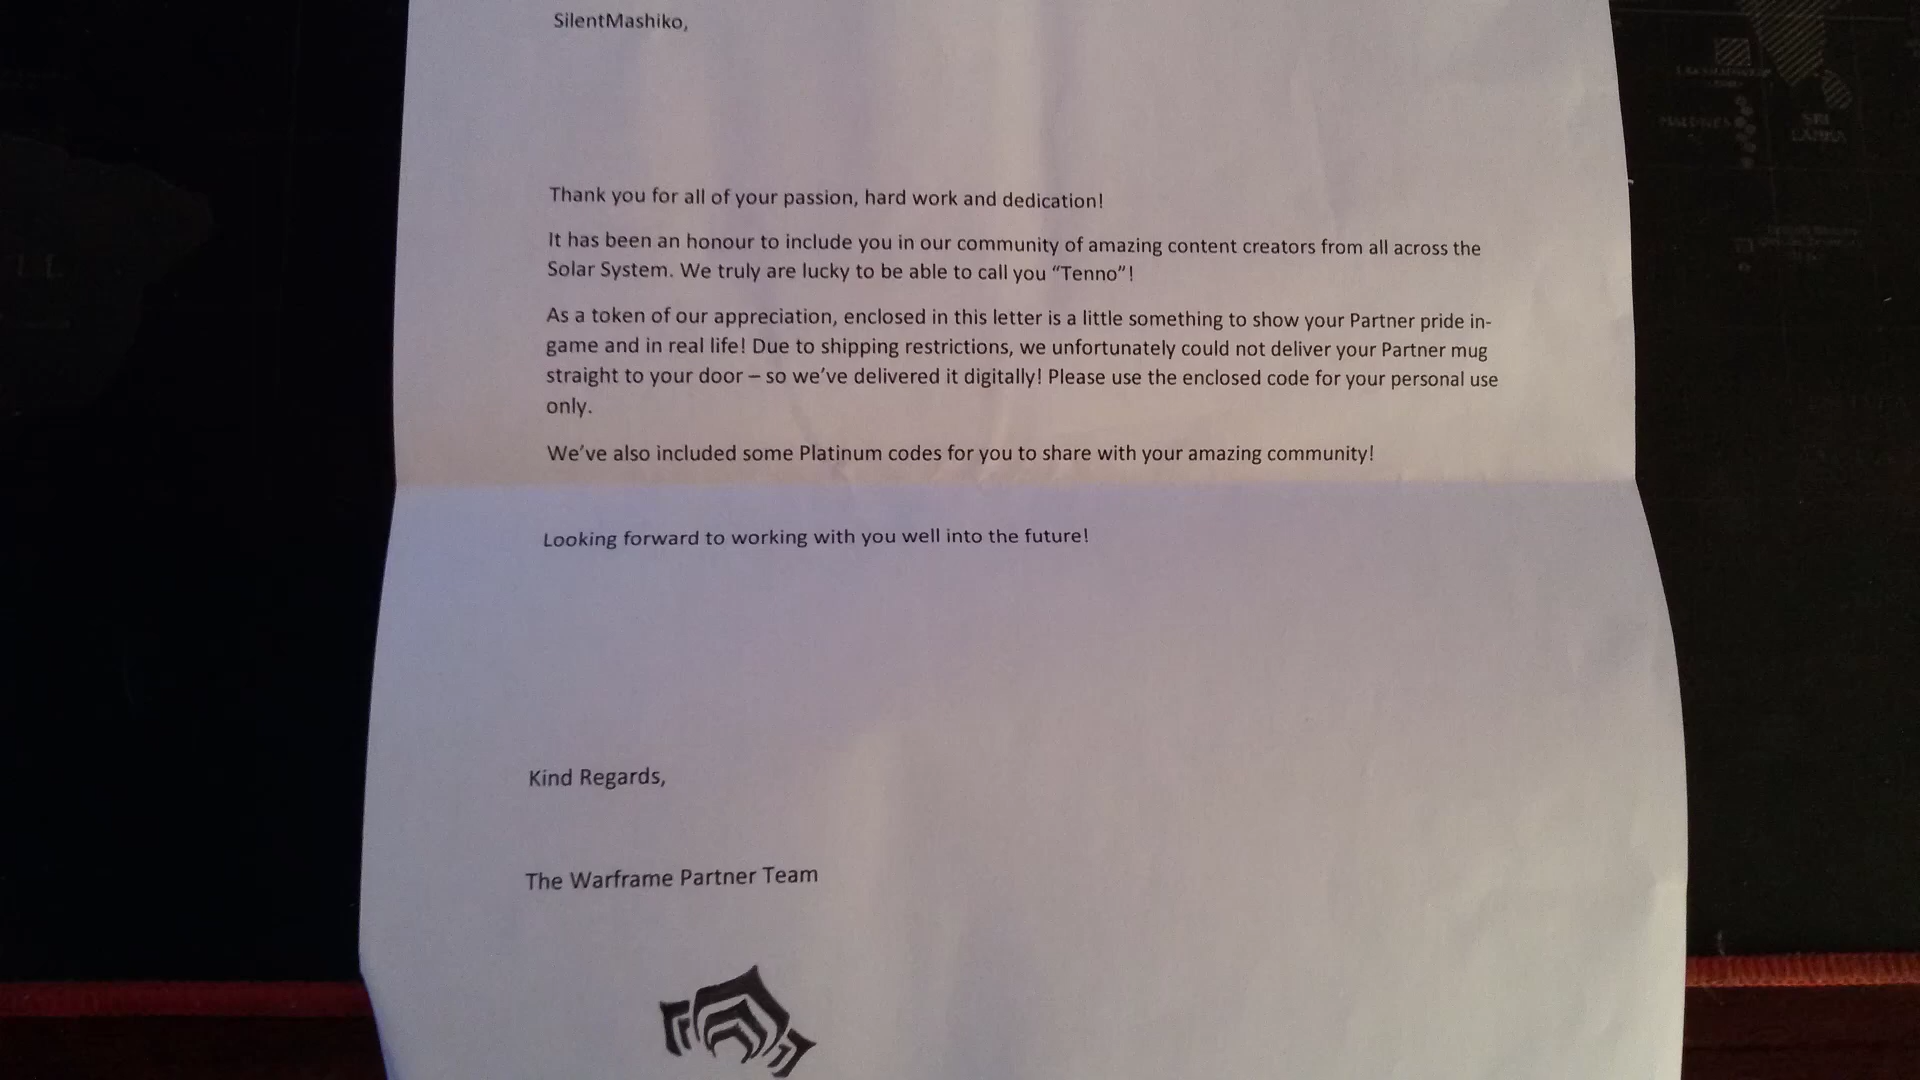 SilentMashiko,
Thank you for all of your passion, hard work and dedication!
It has been an honour to include you in our community of amazing content creators from all across the
Solar System. We truly are lucky to be able to call you “Tenno”!
As a token of our appreciation, enclosed in this letter is a little something to show your Partner pride in-
game and in real life! Due to shipping restrictions, we unfortunately could not deliver your Partner mug
straight to your door – so we’ve delivered it digitally! Please use the enclosed code for your personal use
only.
We’ve also included some Platinum codes for you to share with your amazing community!
Looking forward to working with you well into the future!
Kind Regards,
The Warframe Partner Team
MALDIVES
SRI
LANKA